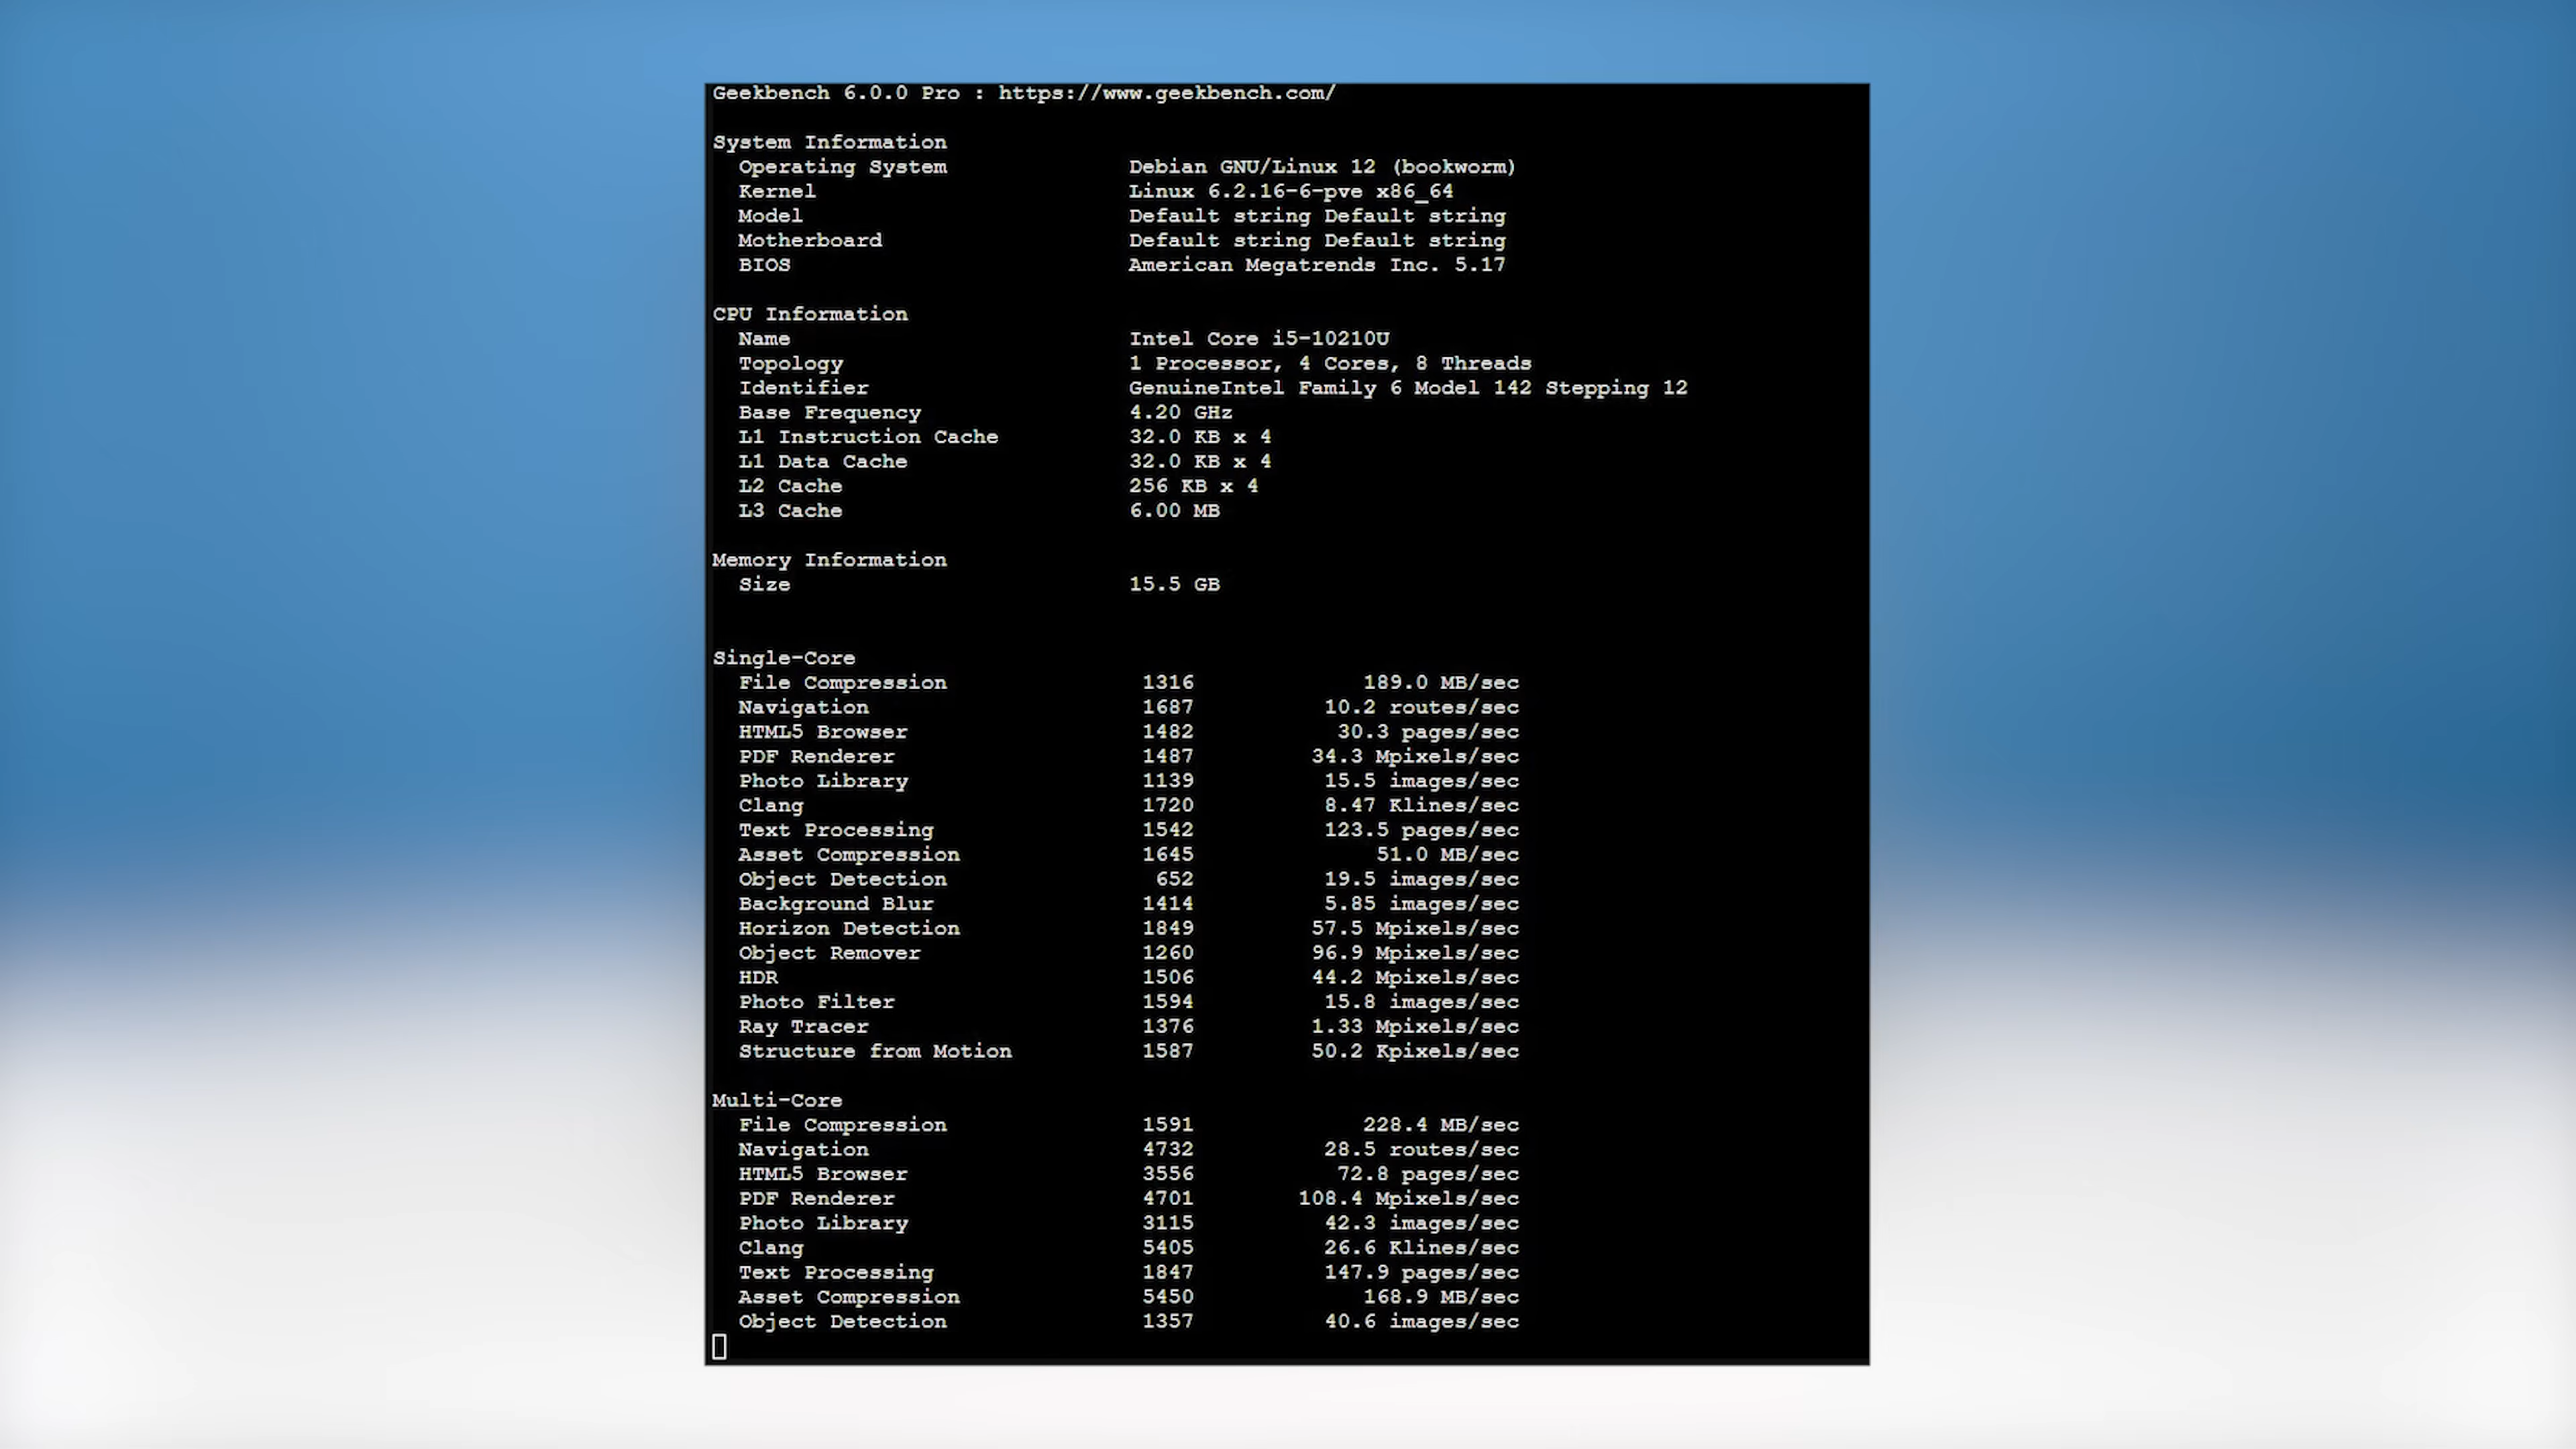 Geekbench 6.0.0 Pro : https://www.geekbench.com/
System Information
Operating System Debian GNU/Linux 12 (bookworm)
Kernel Linux 6.2.16-6-pve x86_64
Model Default string Default string
Motherboard Default string Default string
BIOS American Megatrends Inc. 5.17
CPU Information
Name Intel Core i5-10210U
Topology 1 Processor, 4 Cores, 8 Threads
Identifier GenuineIntel Family 6 Model 142 Stepping 12
Base Frequency 4.20 GHz
L1 Instruction Cache 32.0 KB x 4
L1 Data Cache 32.0 KB x 4
L2 Cache 256 KB x 4
L3 Cache 6.00 MB
Memory Information
Size 15.5 GB
Single-Core
File Compression 1316 189.0 MB/sec
Navigation 1687 10.2 routes/sec
HTML5 Browser 1482 30.3 pages/sec
PDF Renderer 1487 34.3 Mpixels/sec
Photo Library 1139 15.5 images/sec
Clang 1720 8.47 Klines/sec
Text Processing 1542 123.5 pages/sec
Asset Compression 1645 51.0 MB/sec
Object Detection 652 19.5 images/sec
Background Blur 1414 5.85 images/sec
Horizon Detection 1849 57.5 Mpixels/sec
Object Remover 1260 96.9 Mpixels/sec
HDR 1506 44.2 Mpixels/sec
Photo Filter 1594 15.8 images/sec
Ray Tracer 1376 1.33 Mpixels/sec
Structure from Motion 1587 50.2 Kpixels/sec
Multi-Core
File Compression 1591 228.4 MB/sec
Navigation 4732 28.5 routes/sec
HTML5 Browser 3556 72.8 pages/sec
PDF Renderer 4701 108.4 Mpixels/sec
Photo Library 3115 42.3 images/sec
Clang 5405 26.6 Klines/sec
Text Processing 1847 147.9 pages/sec
Asset Compression 5450 168.9 MB/sec
Object Detection 1357 40.6 images/sec